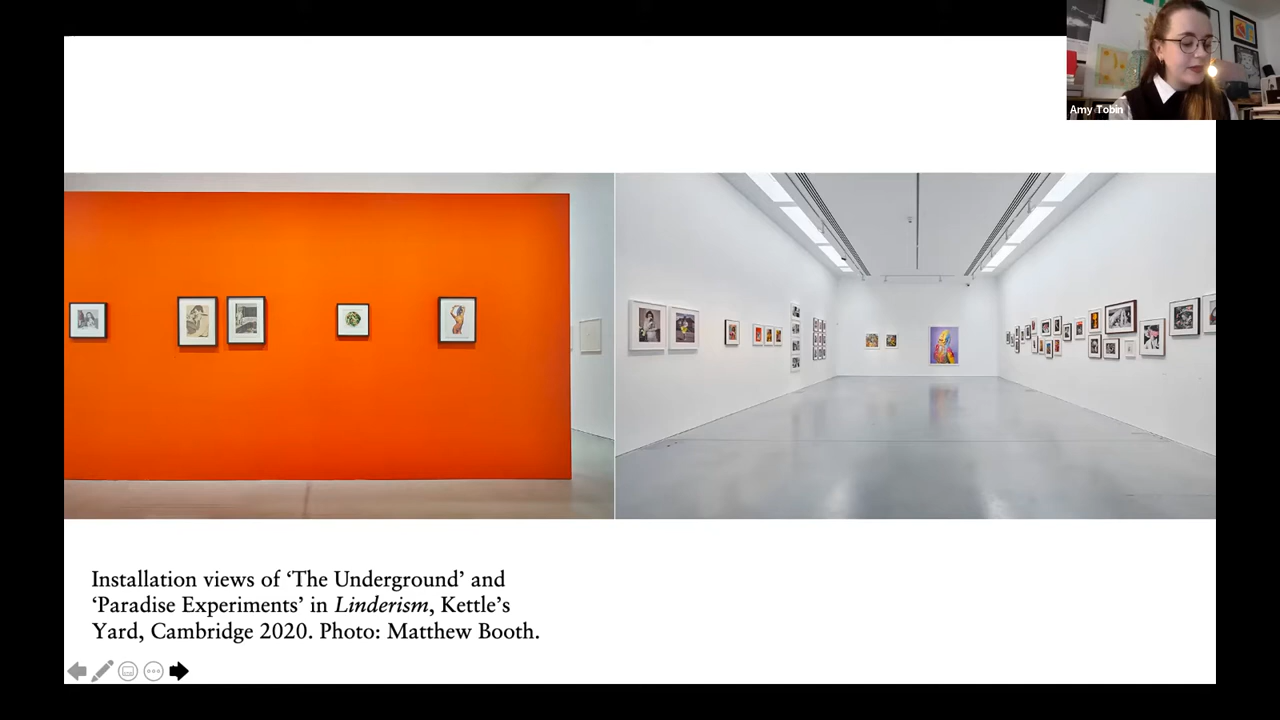 Amy Tobin
Installation views of ‘The Underground’ and
‘Paradise Experiments’ in Linderism, Kettle’s
Yard, Cambridge 2020. Photo: Matthew Booth.